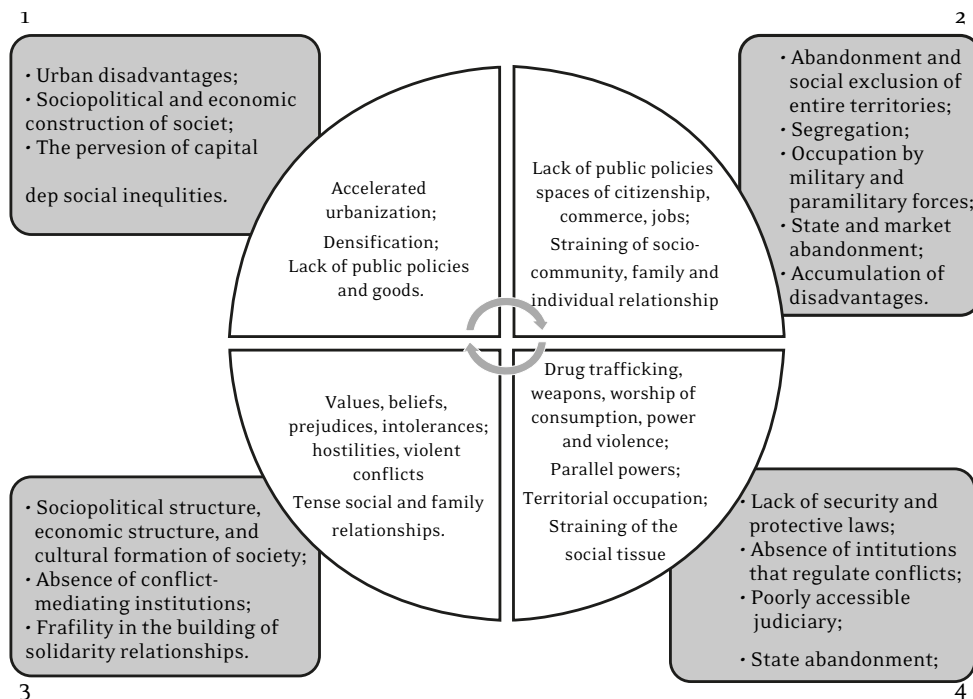 1
· Urban disadvantages;
· Sociopolitical and economic
construction of societ;
· The pervesion of capital
dep social inequlities.
Accelerated
urbanization;
Densification;
Lack of public policies
and goods.
2
· Abandonment and
social exclusion of
entire territories;
· Segregation;
· Occupation by
military and
paramilitary forces;
· State and market
abandonment;
· Accumulation of
disadvantages.
Lack of public policies
spaces of citizenship,
commerce, jobs;
Straining of socio-
community, family and
individual relationship
Values, beliefs,
prejudices, intolerances;
hostilities, violent
conflicts
Tense social and family
relationships.
· Sociopolitical structure,
economic structure, and
cultural formation of society;
· Absence of conflict-
mediating institutions;
· Frafility in the building of
solidarity relationships.
3
Drug trafficking,
weapons, worship of
consumption, power
and violence;
Parallel powers;
Territorial occupation;
Straining of the
social tissue
· Lack of security and
protective laws;
· Absence of intitutions
that regulate conflicts;
· Poorly accessible
judiciary;
· State abandonment;
4